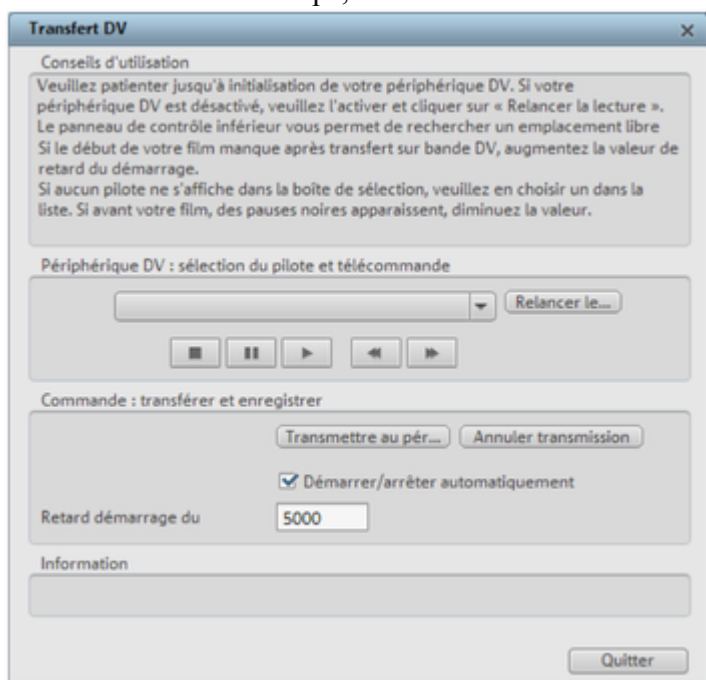 Transfert DV
Conseils d'utilisation
Veuillez patienter jusqu'à initialisation de votre périphérique DV. Si votre
périphérique DV est désactivé, veuillez l'activer et cliquer sur « Relancer la lecture ».
Le panneau de contrôle inférieur vous permet de rechercher un emplacement libre
Si le début de votre film manque après transfert sur bande DV, augmentez la valeur de
retard du démarrage.
Si aucun pilote ne s'affiche dans la boîte de sélection, veuillez en choisir un dans la
liste. Si avant votre film, des pauses noires apparaissent, diminuez la valeur.
Périphérique DV : sélection du pilote et télécommande
Relancer le...
Commande : transférer et enregistrer
Transmettre au pér... Annuler transmission
Démarrer/arrêter automatiquement
Retard démarrage du 5000
Information
Quitter